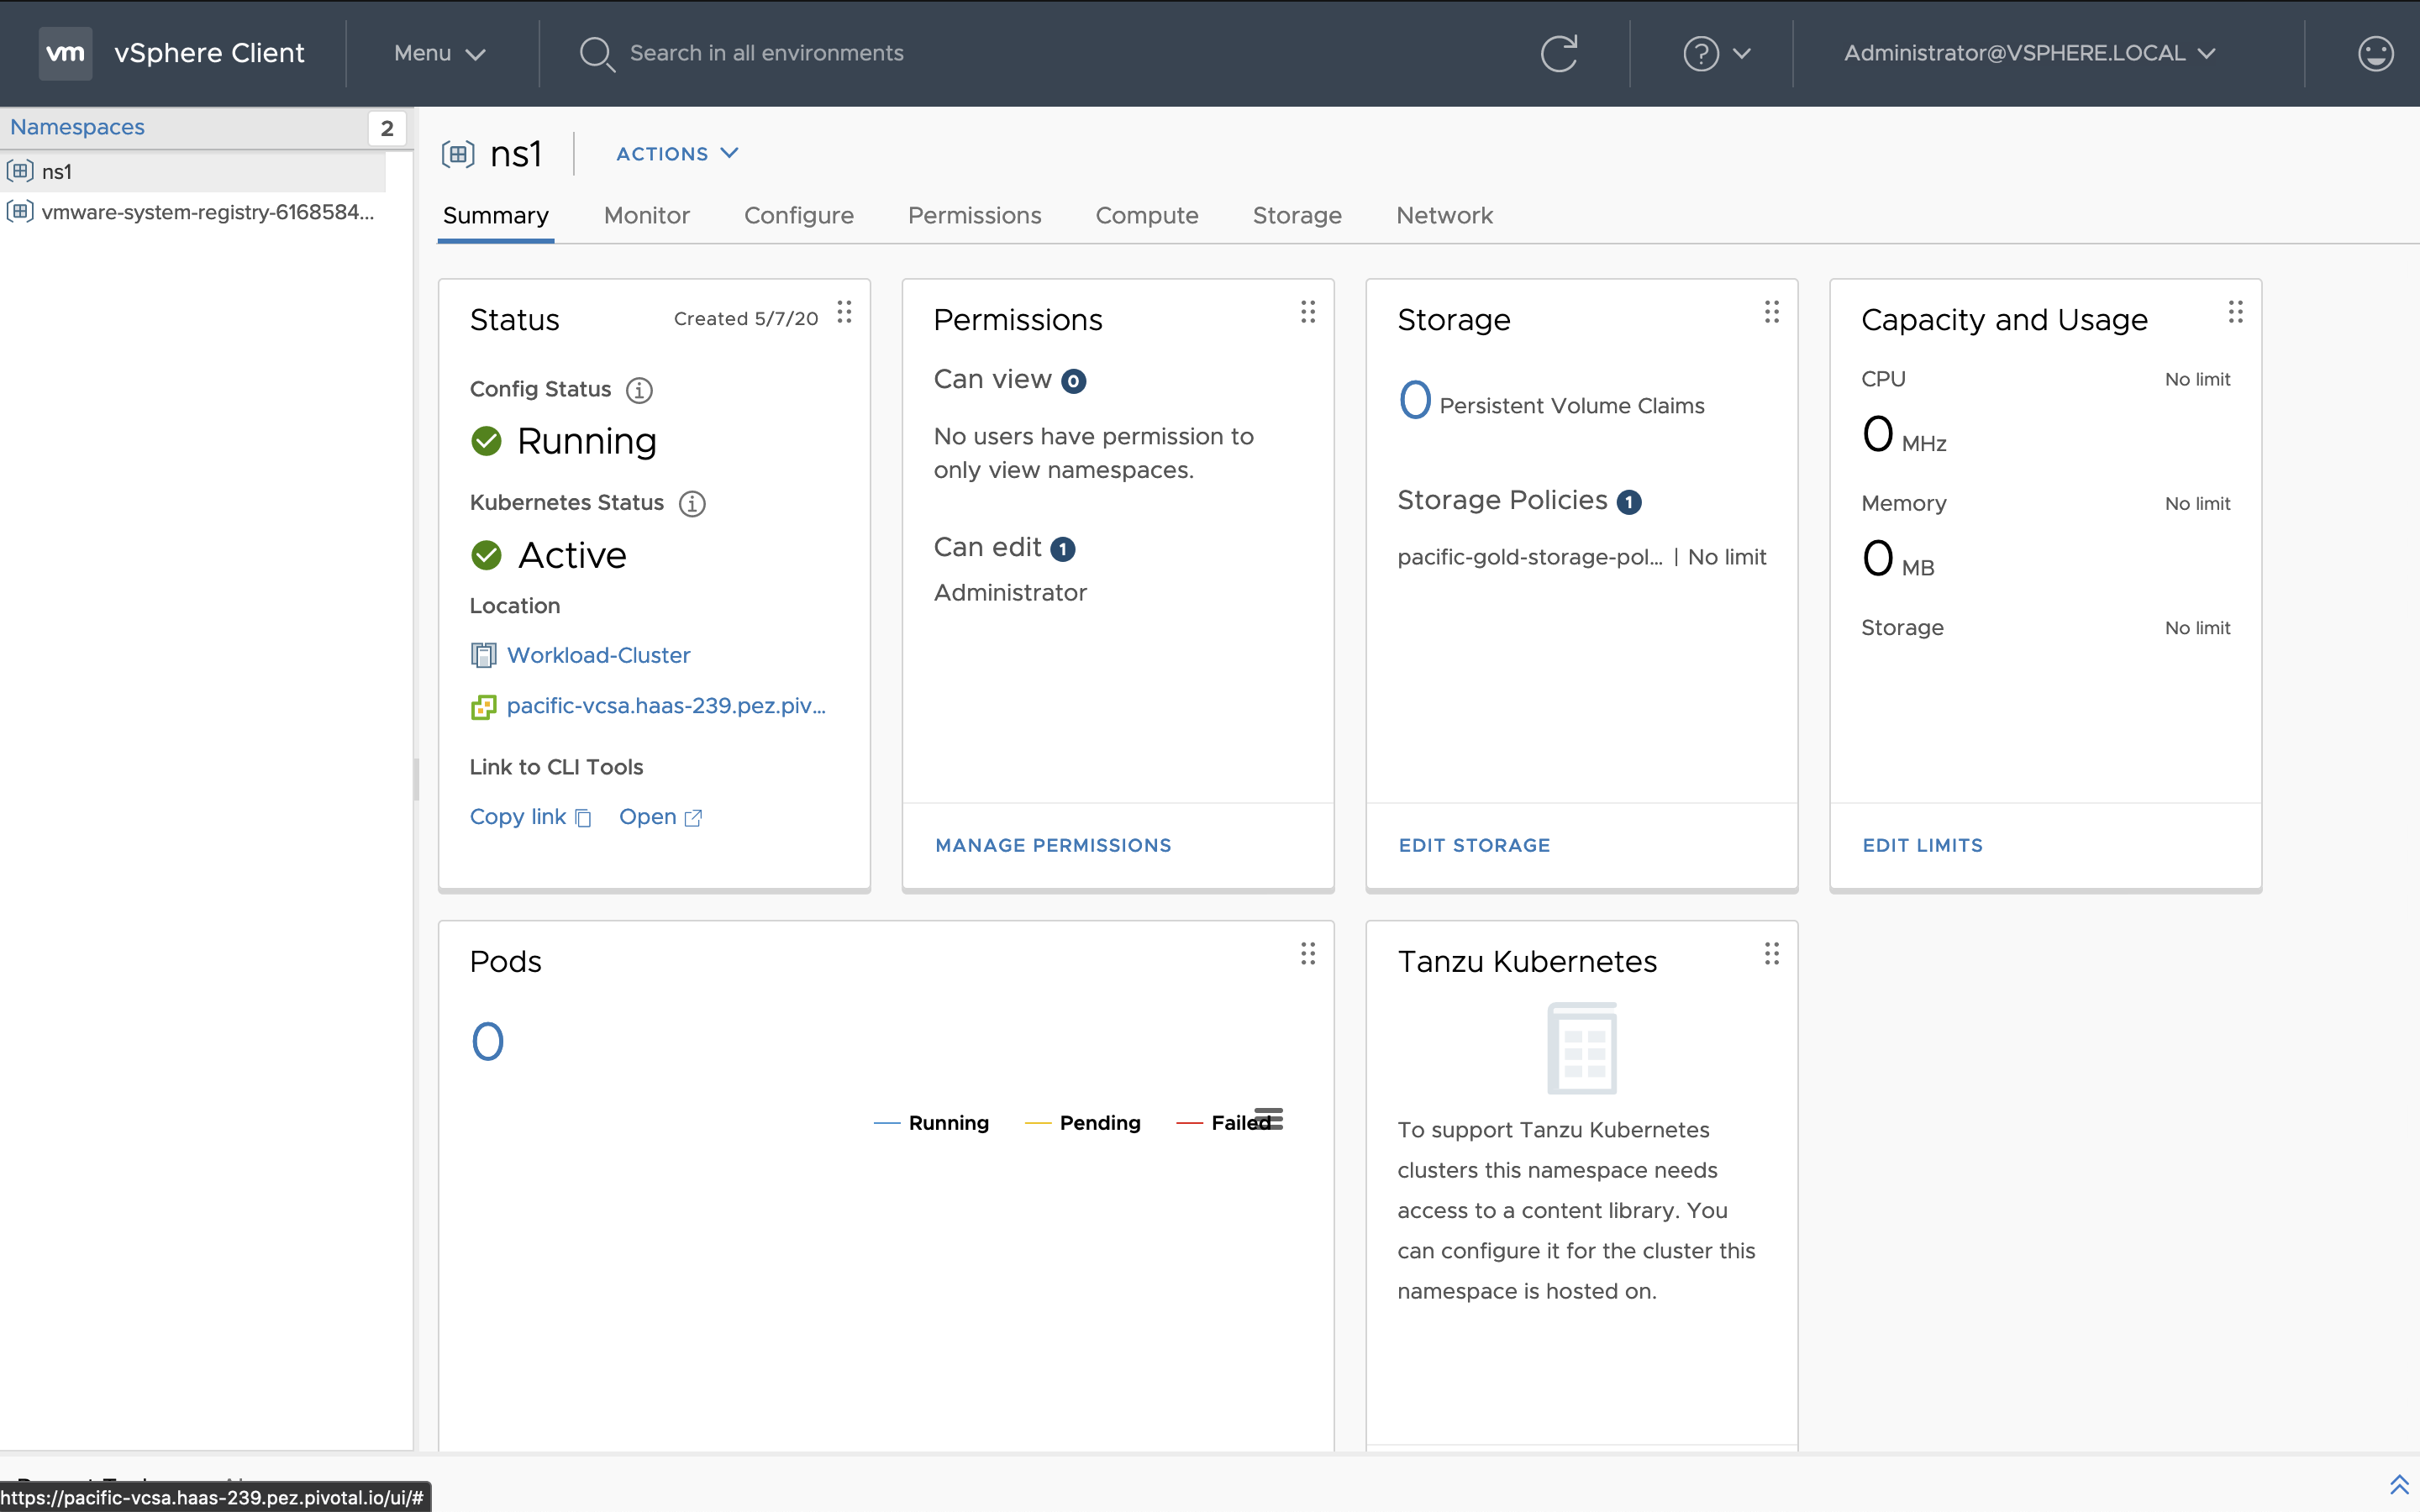 vm vSphere Client Menu Search in all environments ? Administrator@VSPHERE.LOCAL
Namespaces 2
ns1
vmware-system-registry-6168584...
ns1 ACTIONS
Summary Monitor Configure Permissions Compute Storage Network
Status Created 5/7/20
Config Status
Running
Kubernetes Status
Active
Location
Workload-Cluster
pacific-vcsa.haas-239.pez.piv...
Link to CLI Tools
Copy link Open
Permissions
Can view 0
No users have permission to
only view namespaces.
Can edit 1
Administrator
MANAGE PERMISSIONS
Storage
0 Persistent Volume Claims
Storage Policies 1
pacific-gold-storage-pol... | No limit
EDIT STORAGE
Capacity and Usage
CPU No limit
0 MHz
Memory No limit
0 MB
Storage No limit
EDIT LIMITS
Pods
0
Running Pending Failed
Tanzu Kubernetes
To support Tanzu Kubernetes
clusters this namespace needs
access to a content library. You
can configure it for the cluster this
namespace is hosted on.
https://pacific-vcsa.haas-239.pez.pivotal.io/ui/#